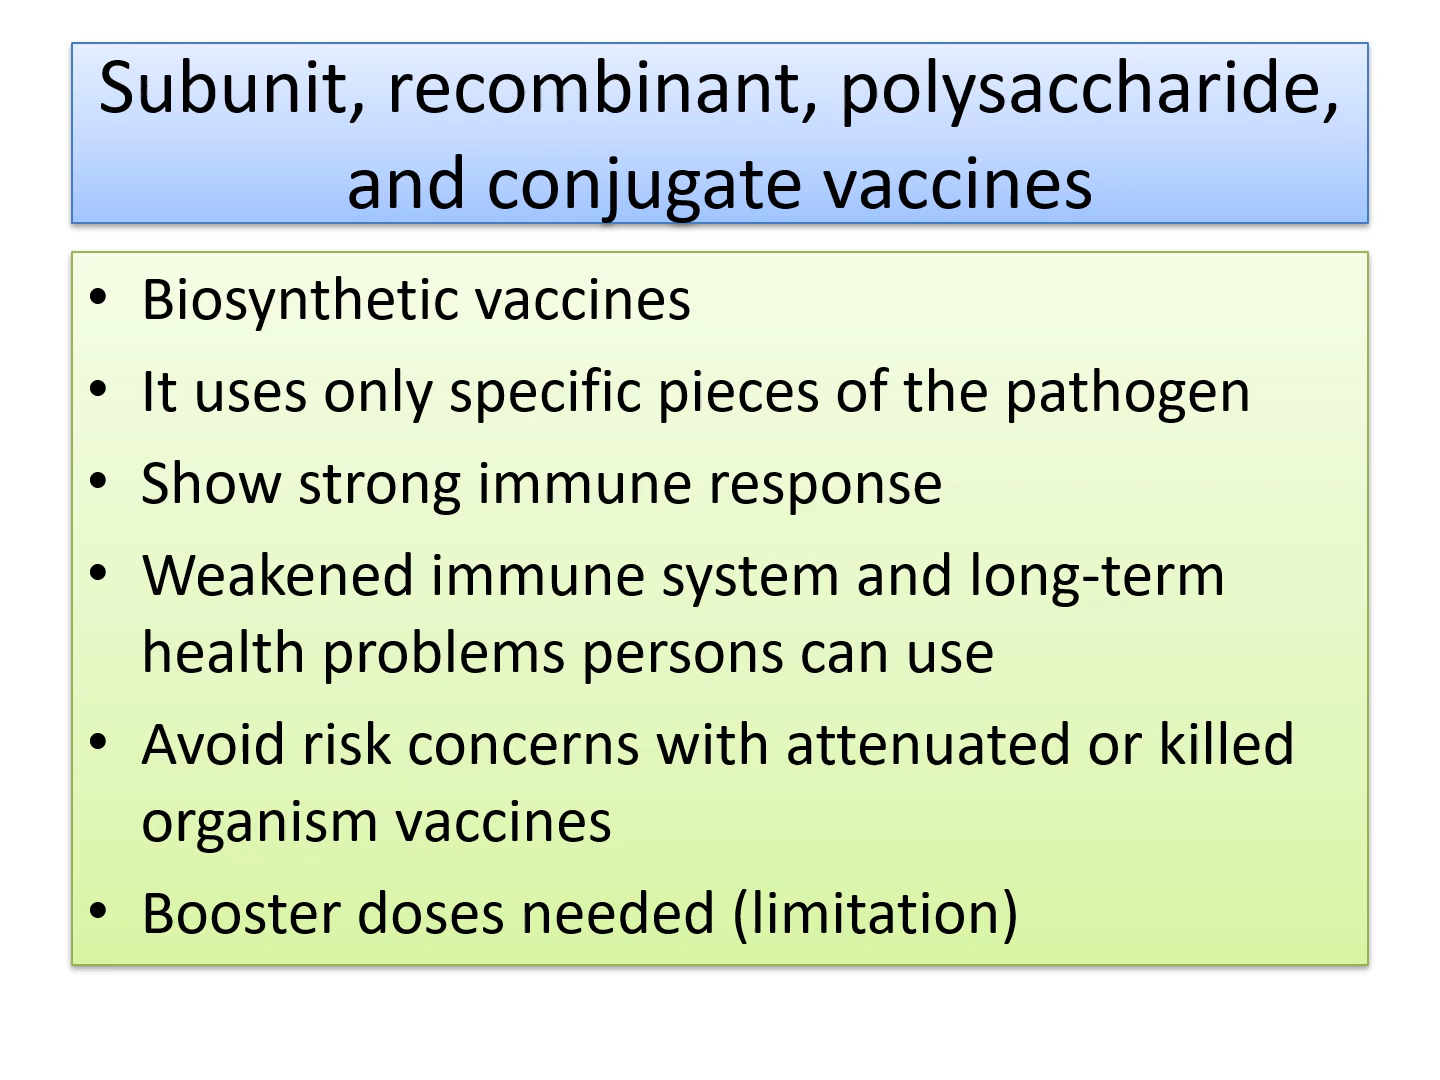 Subunit, recombinant, polysaccharide,
and conjugate vaccines
• Biosynthetic vaccines
• It uses only specific pieces of the pathogen
• Show strong immune response
• Weakened immune system and long-term
health problems persons can use
• Avoid risk concerns with attenuated or killed
organism vaccines
• Booster doses needed (limitation)